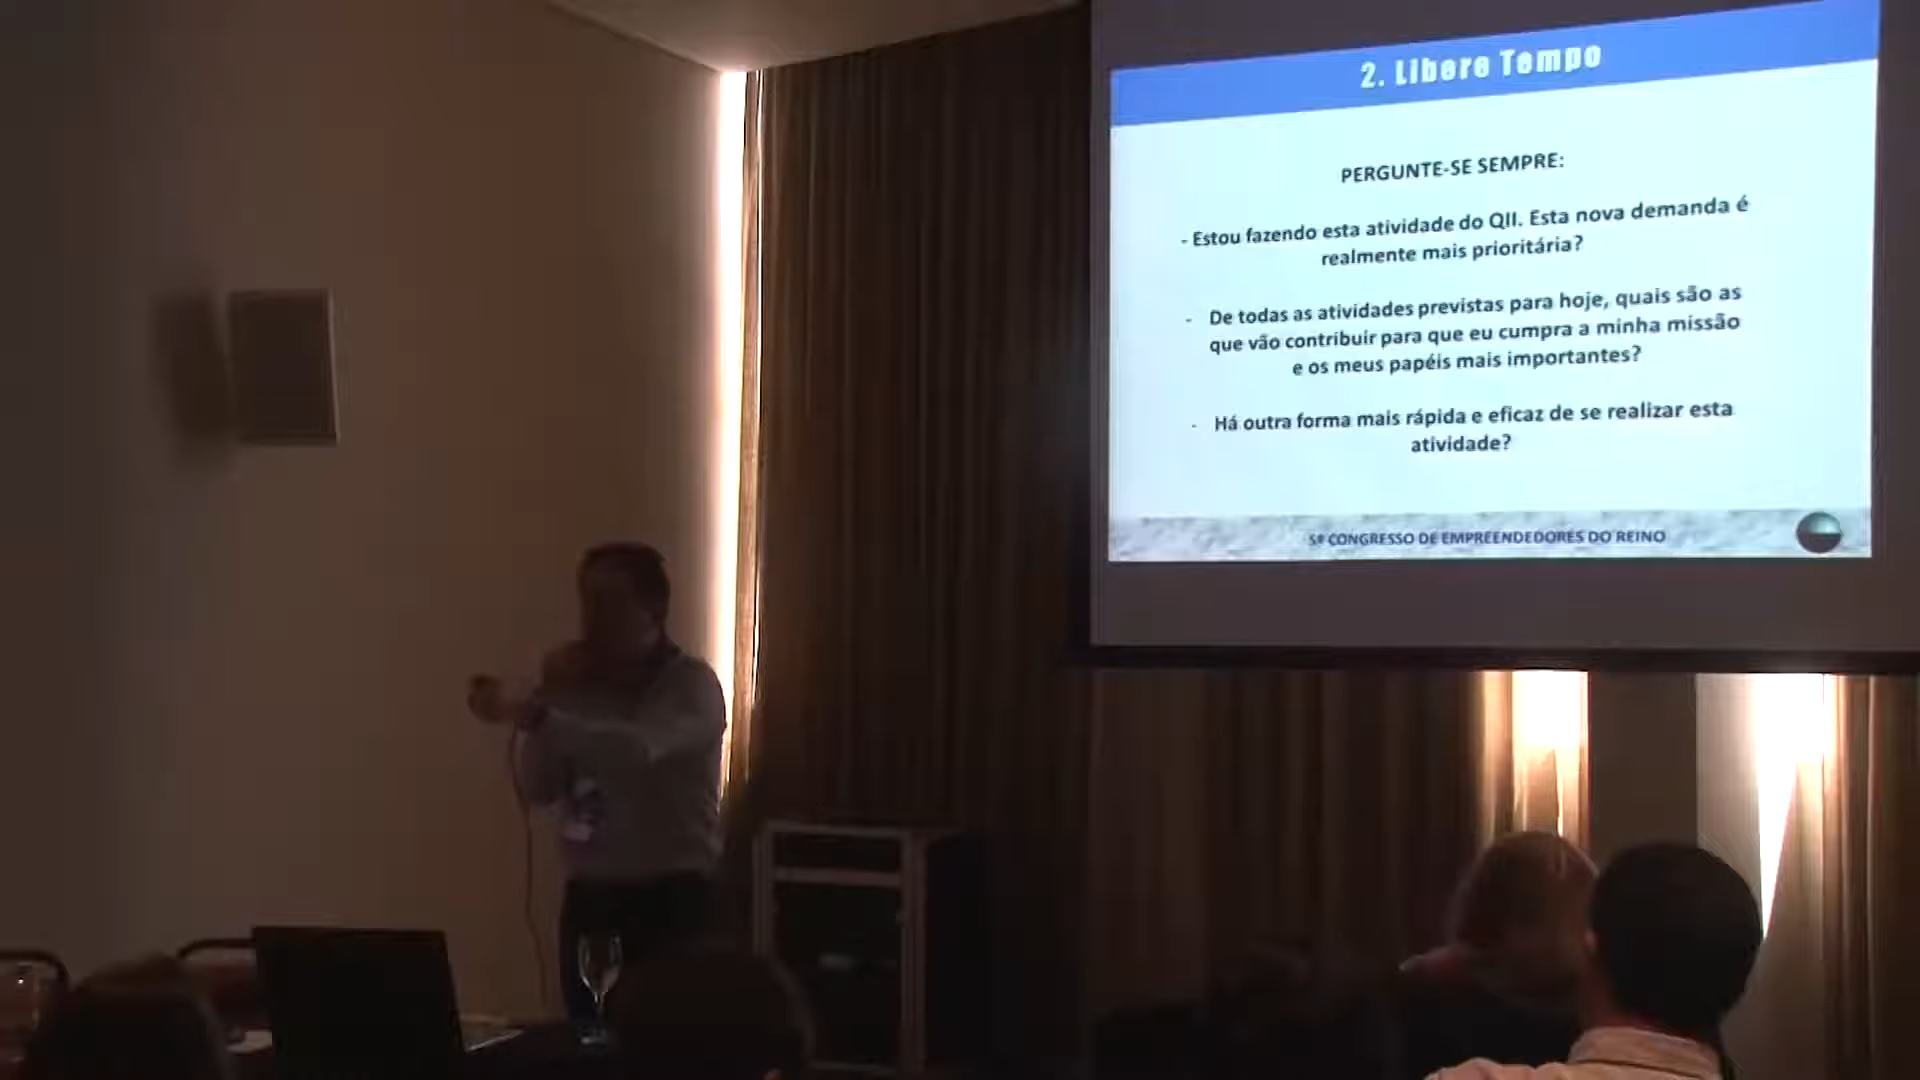 2. Libere Tempo
PERGUNTE-SE SEMPRE:
- Estou fazendo esta atividade do QII. Esta nova demanda é
realmente mais prioritária?
- De todas as atividades previstas para hoje, quais são as
que vão contribuir para que eu cumpra a minha missão
e os meus papéis mais importantes?
- Há outra forma mais rápida e eficaz de se realizar esta
atividade?
5º CONGRESSO DE EMPREENDEDORES DO REINO